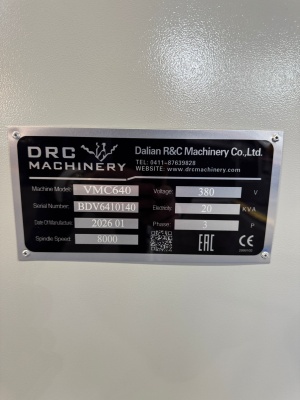 DRC
MACHINERY
Dalian R&C Machinery Co.,Ltd.
TEL: 0411-87639828
WEBSITE: www.drcmachinery.com
Machine Model: VMC640 Voltage: 380 V
Serial Number: BDV6410140 Electricity: 20 KVA
Date Of Manufacture: 2026 01 Phase: 3 P
Spindle Speed: 8000 EAC CE